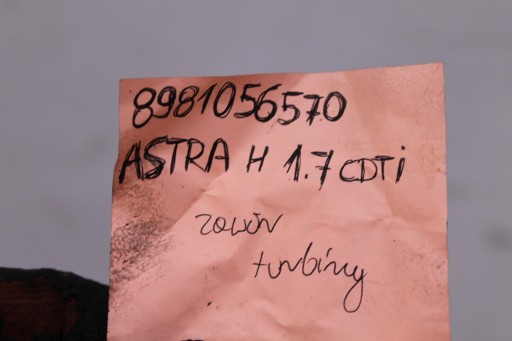 8981056570
ASTRA H 1.7 CDTi
zawór
turbiny